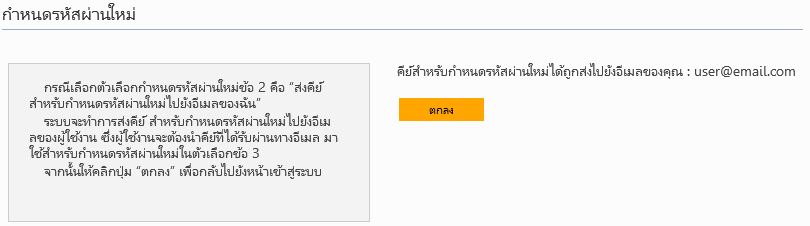 กำหนดรหัสผ่านใหม่
กรณีเลือกตัวเลือกกำหนดรหัสผ่านใหม่ข้อ 2 คือ “ส่งคีย์
สำหรับกำหนดรหัสผ่านใหม่ไปยังอีเมลของฉัน”
ระบบจะทำการส่งคีย์ สำหรับกำหนดรหัสผ่านใหม่ไปยังอีเม
ลของผู้ใช้งาน ซึ่งผู้ใช้งานจะต้องนำคีย์ที่ได้รับผ่านทางอีเมล มา
ใช้สำหรับกำหนดรหัสผ่านใหม่ในตัวเลือกข้อ 3
จากนั้นให้คลิกปุ่ม “ตกลง” เพื่อกลับไปยังหน้าเข้าสู่ระบบ
คีย์สำหรับกำหนดรหัสผ่านใหม่ได้ถูกส่งไปยังอีเมลของคุณ : user@email.com
ตกลง